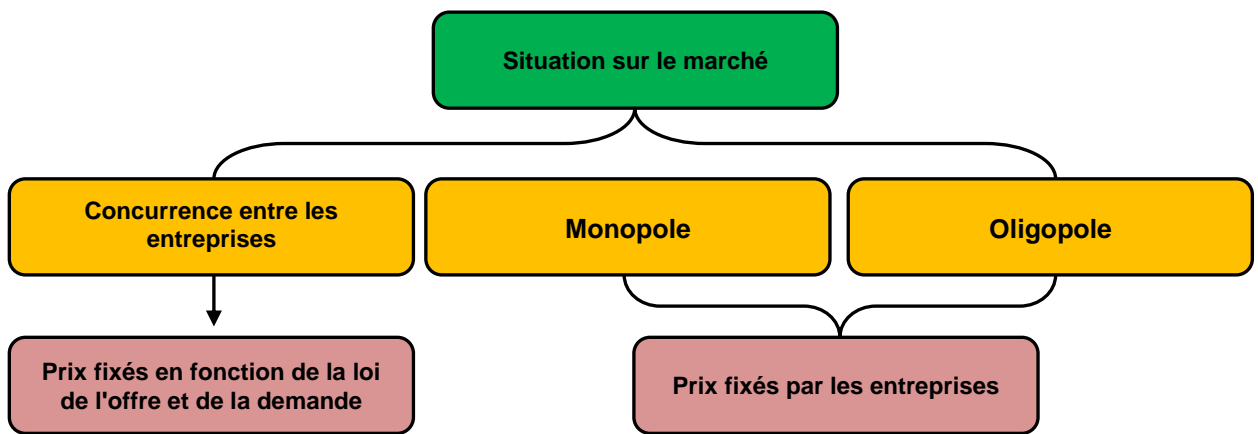 Situation sur le marché
Concurrence entre les
entreprises
Monopole
Oligopole
Prix fixés en fonction de la loi
de l'offre et de la demande
Prix fixés par les entreprises